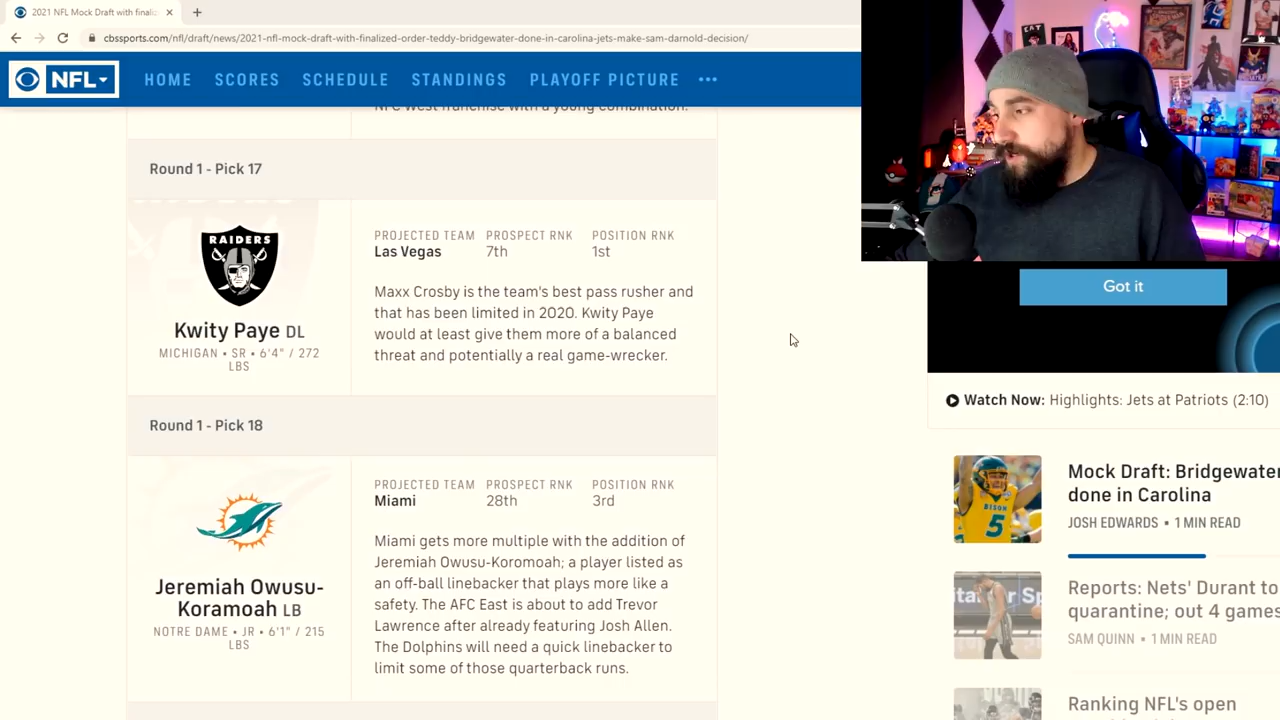 2021 NFL Mock Draft with finaliz
cbssports.com/nfl/draft/news/2021-nfl-mock-draft-with-finalized-order-teddy-bridgewater-done-in-carolina-jets-make-sam-darnold-decision/
NFL HOME SCORES SCHEDULE STANDINGS PLAYOFF PICTURE
NFC West franchise with a young combination.
Round 1 - Pick 17
RAIDERS
Kwity Paye DL
MICHIGAN • SR • 6'4" / 272
LBS
PROJECTED TEAM PROSPECT RNK POSITION RNK
Las Vegas 7th 1st
Maxx Crosby is the team's best pass rusher and
that has been limited in 2020. Kwity Paye
would at least give them more of a balanced
threat and potentially a real game-wrecker.
Round 1 - Pick 18
Jeremiah Owusu-
Koramoah LB
NOTRE DAME • JR • 6'1" / 215
LBS
PROJECTED TEAM PROSPECT RNK POSITION RNK
Miami 28th 3rd
Miami gets more multiple with the addition of
Jeremiah Owusu-Koromoah; a player listed as
an off-ball linebacker that plays more like a
safety. The AFC East is about to add Trevor
Lawrence after already featuring Josh Allen.
The Dolphins will need a quick linebacker to
limit some of those quarterback runs.
Got it
Watch Now: Highlights: Jets at Patriots (2:10)
BISON
5
Mock Draft: Bridgewater
done in Carolina
JOSH EDWARDS • 1 MIN READ
Reports: Nets' Durant to
quarantine; out 4 games
SAM QUINN • 1 MIN READ
Ranking NFL's open